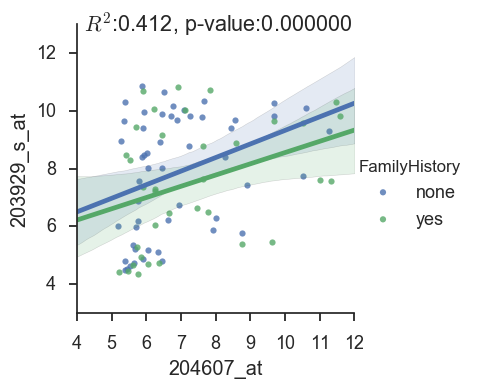 R²:0.412, p-value:0.000000
12
10
8
6
4
203929_s_at
4 5 6 7 8 9 10 11 12
204607_at
FamilyHistory
none
yes